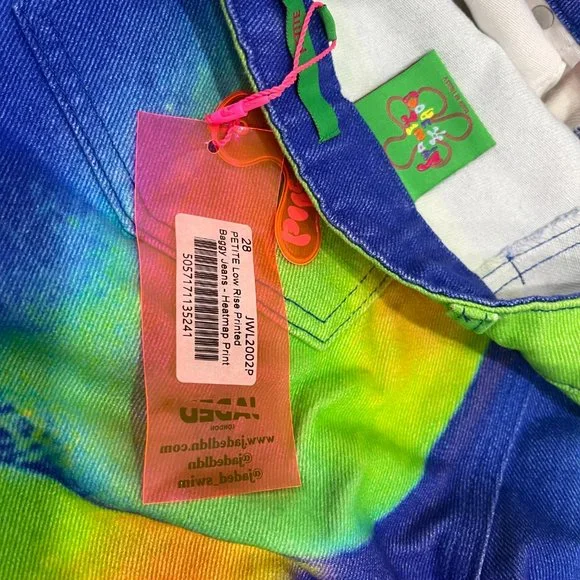 28
JWL2002P
PETITE Low Rise Printed
Baggy Jeans - Heatmap Print
5057171135241
JADED
LONDON
www.jadedldn.com
@jadedldn
@jaded_swim